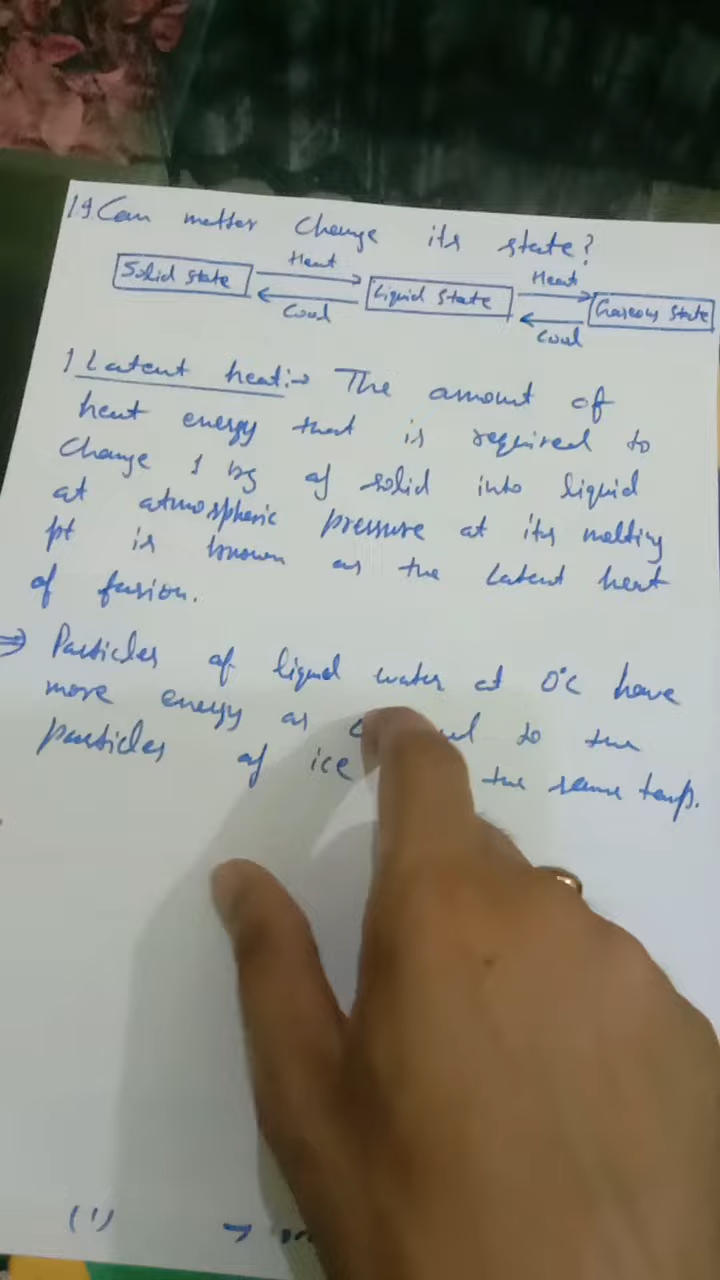 1.9. Can matter change its state?
Solid state Heat Cool Liquid State Heat Cool Gaseous State
1 Latent heat:→ The amount of
heat energy that is required to
Change 1 kg of solid into liquid
at atmospheric pressure at its melting
pt is known as the Latent heat
of fusion.
⇒ Particles of liquid water at 0°C have
more energy as to the
particles of ice the same temp.
(1) →